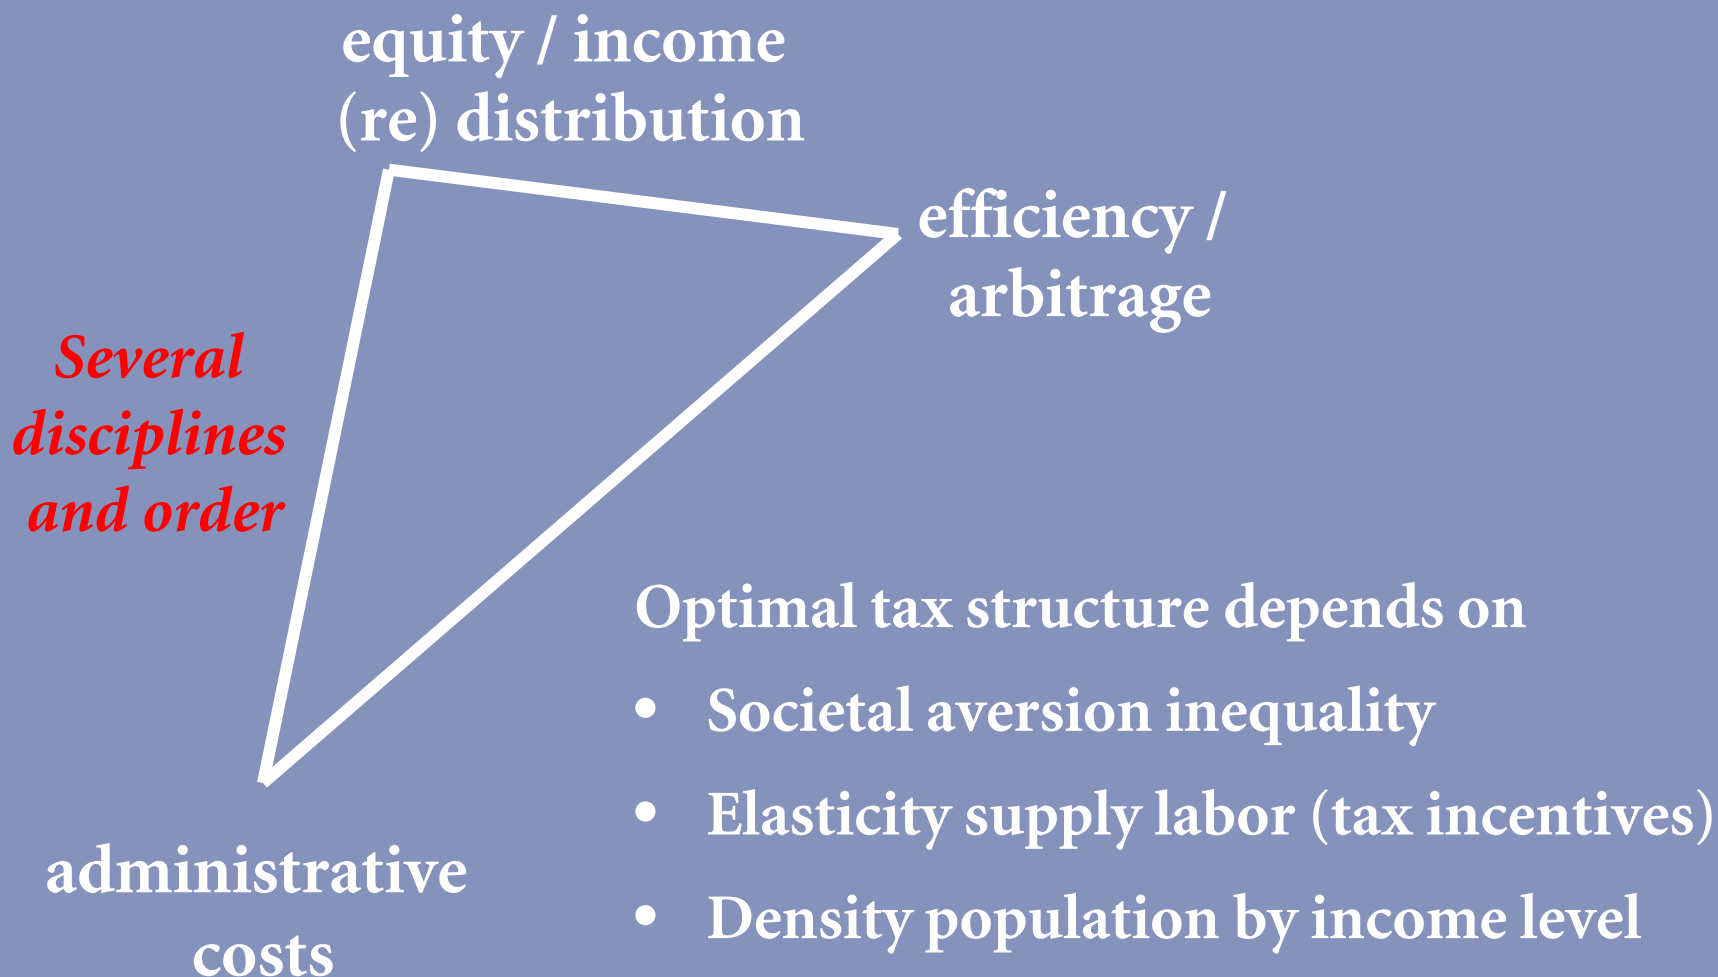 equity / income
(re) distribution
efficiency /
arbitrage
Several
disciplines
and order
administrative
costs
Optimal tax structure depends on
• Societal aversion inequality
• Elasticity supply labor (tax incentives)
• Density population by income level